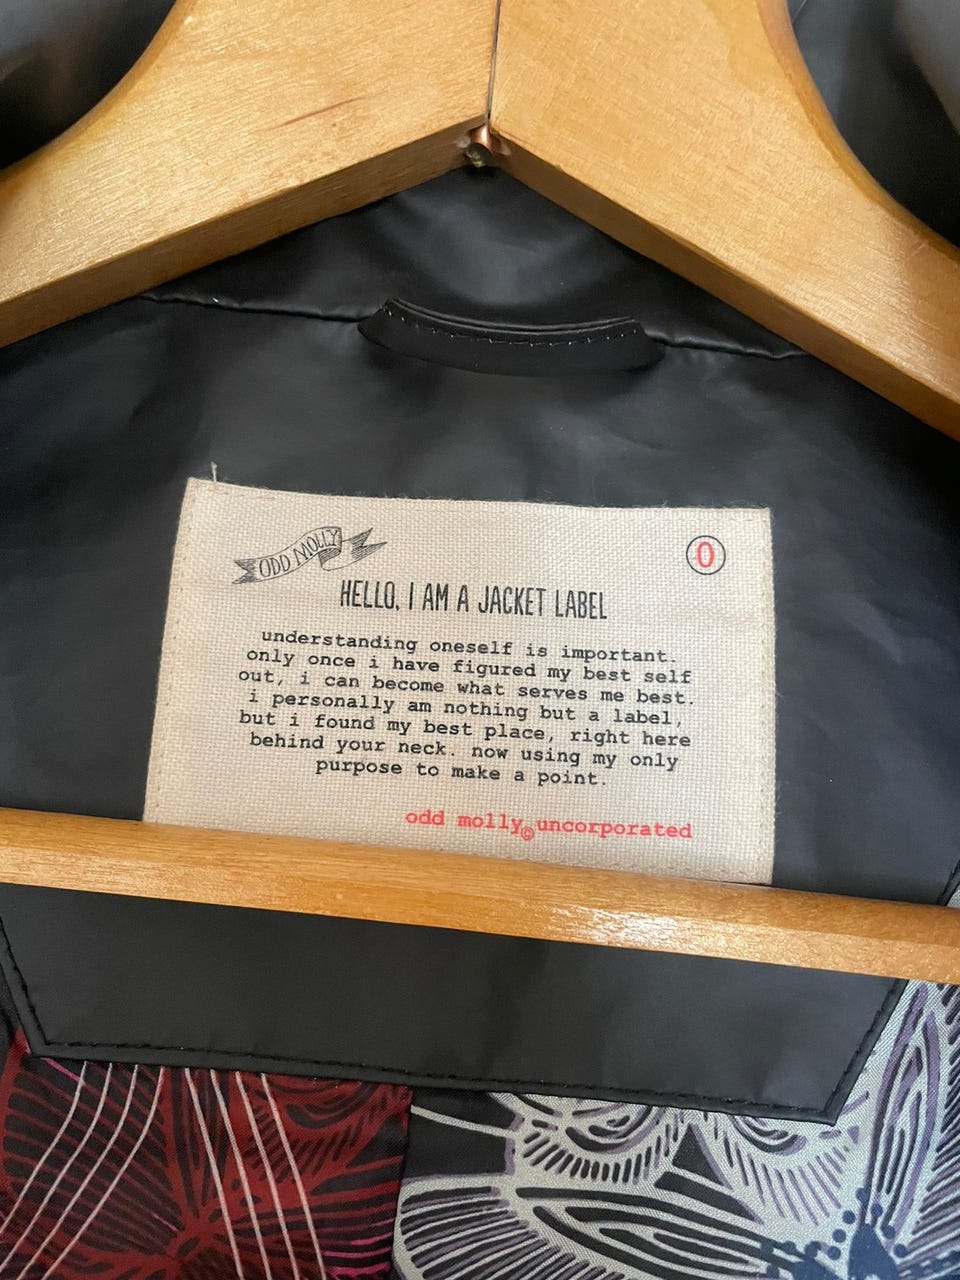 ODD MOLLY
0
HELLO, I AM A JACKET LABEL
understanding oneself is important.
only once i have figured my best self
out, i can become what serves me best.
i personally am nothing but a label,
but i found my best place, right here
behind your neck. now using my only
purpose to make a point.
odd molly©uncorporated